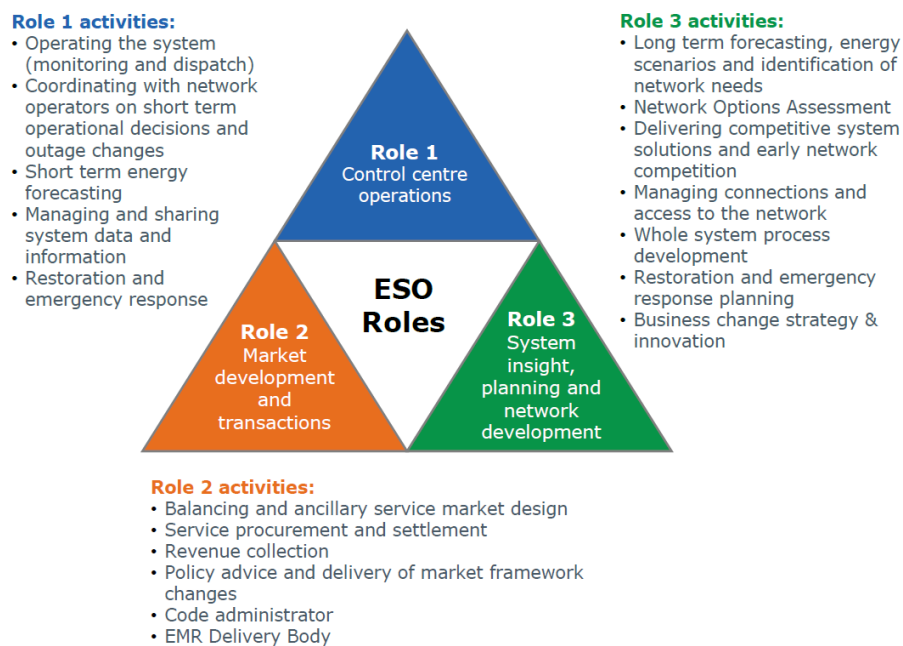 Role 1 activities:
• Operating the system
(monitoring and dispatch)
• Coordinating with network
operators on short term
operational decisions and
outage changes
• Short term energy
forecasting
• Managing and sharing
system data and
information
• Restoration and
emergency response
Role 3 activities:
• Long term forecasting, energy
scenarios and identification of
network needs
• Network Options Assessment
• Delivering competitive system
solutions and early network
competition
• Managing connections and
access to the network
• Whole system process
development
• Restoration and emergency
response planning
• Business change strategy &
innovation
Role 1
Control centre
operations
ESO
Roles
Role 2
Market
development
and
transactions
Role 3
System
insight,
planning and
network
development
Role 2 activities:
• Balancing and ancillary service market design
• Service procurement and settlement
• Revenue collection
• Policy advice and delivery of market framework
changes
• Code administrator
• EMR Delivery Body